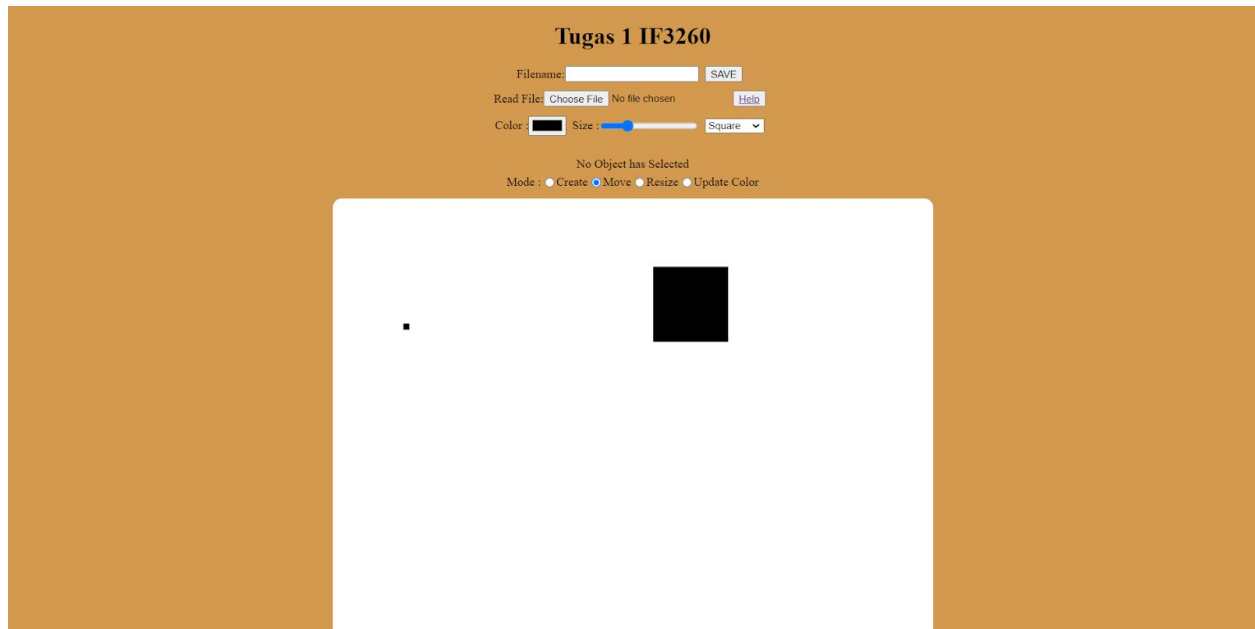 Tugas 1 IF3260
Filename: SAVE
Read File: Choose File No file chosen Help
Color : Size : Square
No Object has Selected
Mode : Create Move Resize Update Color